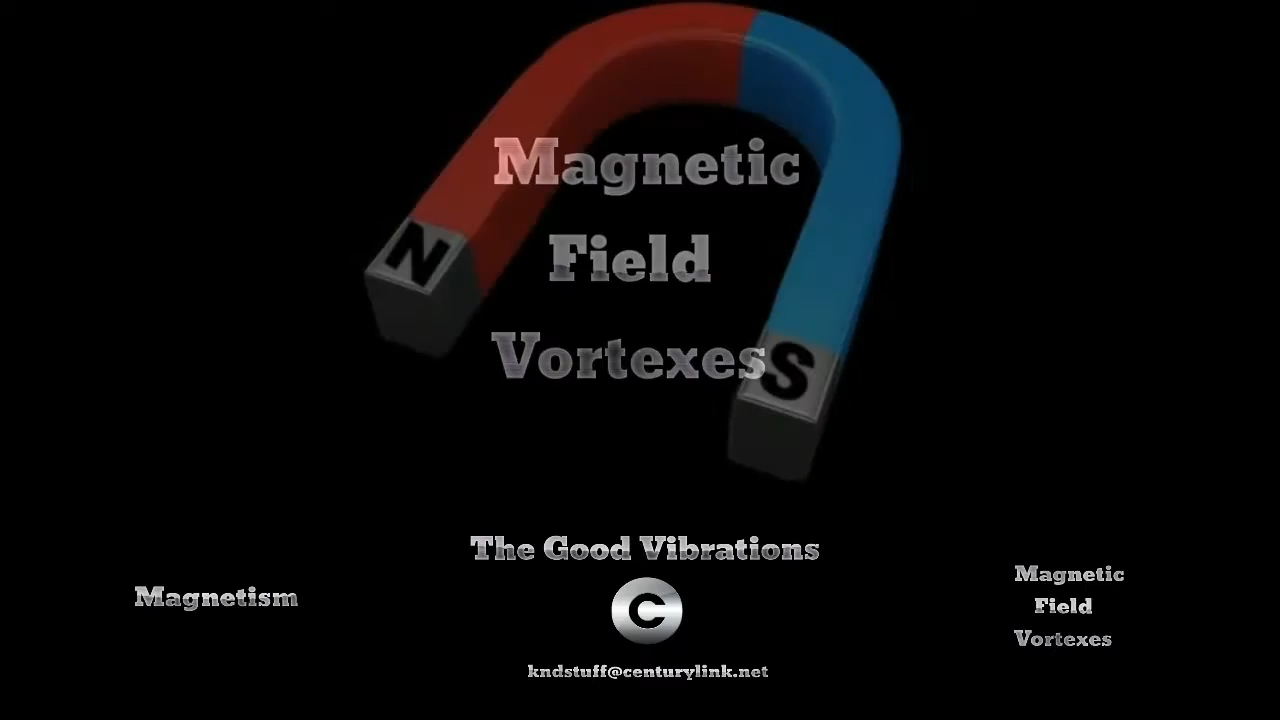 Magnetic
Field
Vortexes
N
S
The Good Vibrations
Magnetism
C
Magnetic
Field
Vortexes
kndstuff@centurylink.net